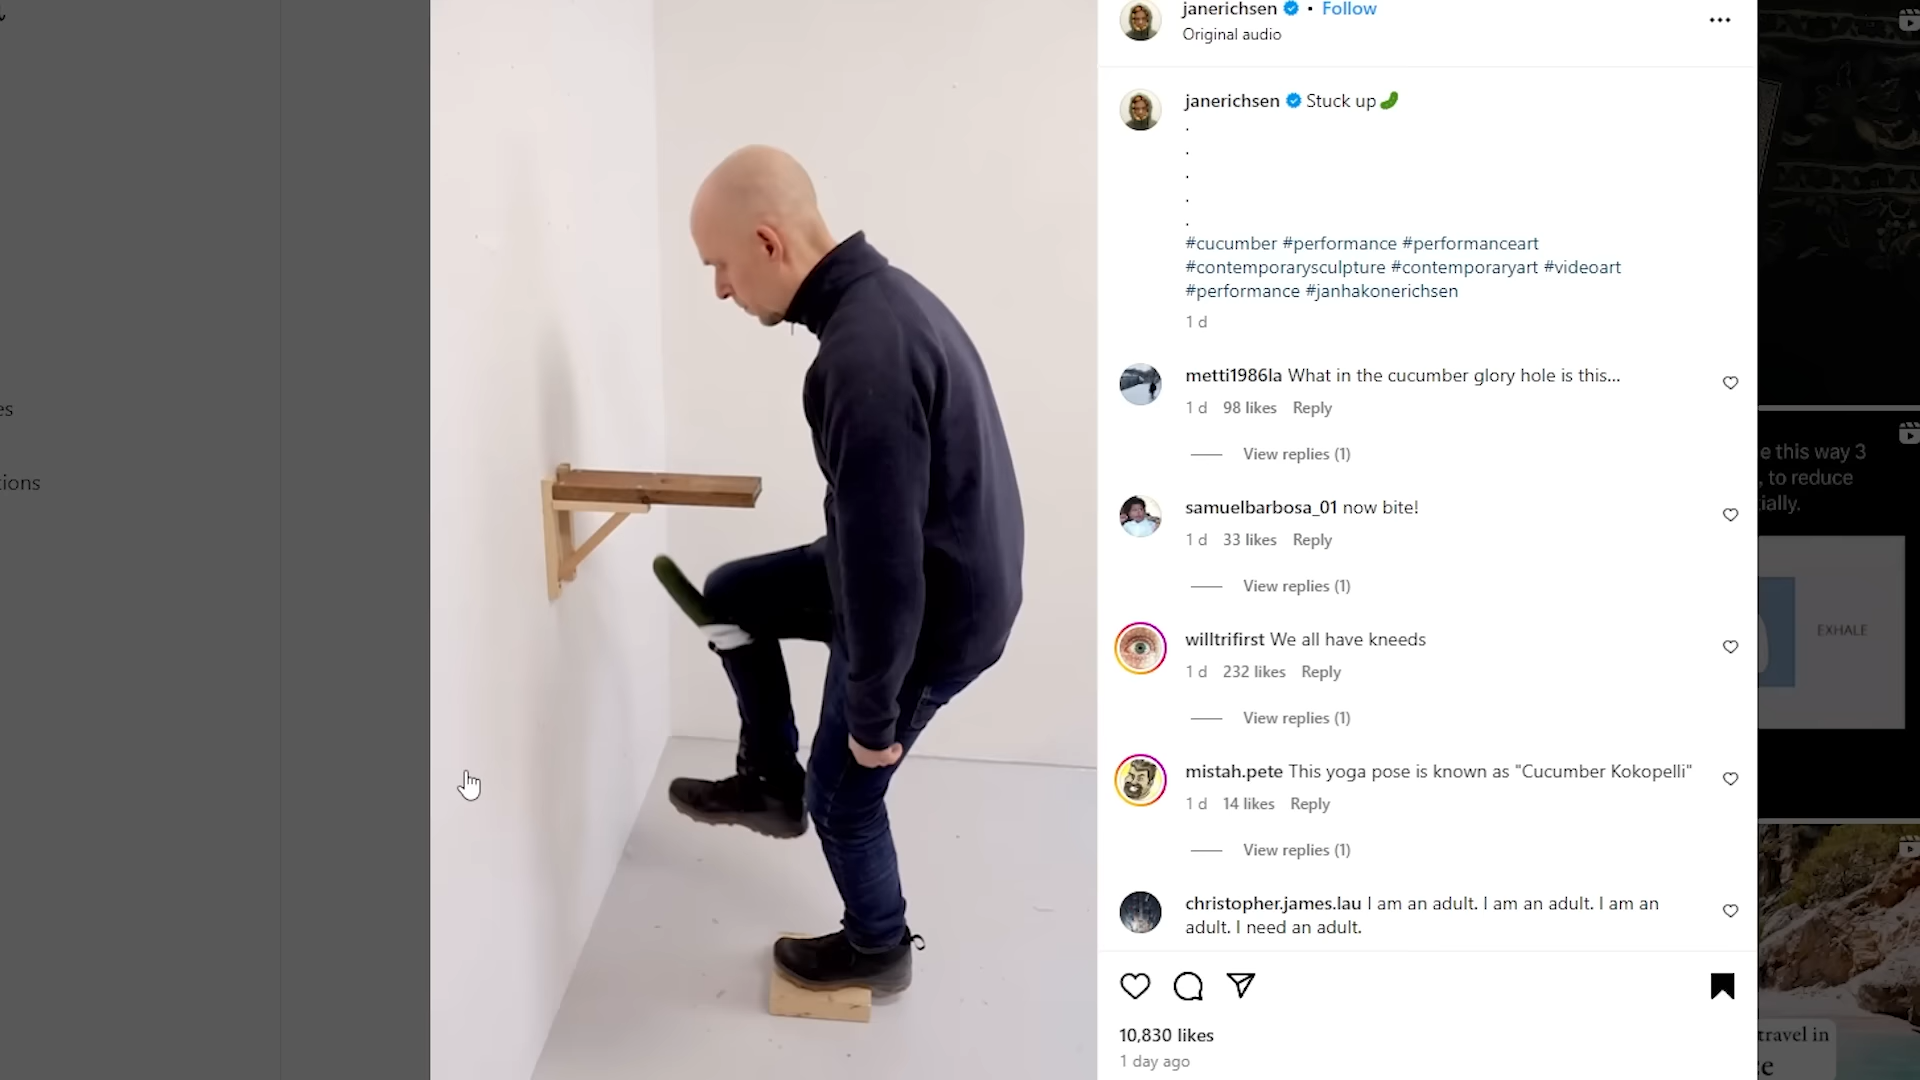 janerichsen • Follow
Original audio
janerichsen Stuck up
.
.
.
.
.
#cucumber #performance #performanceart
#contemporarysculpture #contemporaryart #videoart
#performance #janhakonerichsen
1 d
metti1986la What in the cucumber glory hole is this...
1 d 98 likes Reply
View replies (1)
samuelbarbosa_01 now bite!
1 d 33 likes Reply
View replies (1)
willtrifirst We all have kneeds
1 d 232 likes Reply
View replies (1)
mistah.pete This yoga pose is known as "Cucumber Kokopelli"
1 d 14 likes Reply
View replies (1)
christopher.james.lau I am an adult. I am an adult. I am an
adult. I need an adult.
10,830 likes
1 day ago
es
tions
e this way 3
, to reduce
ially.
EXHALE
travel in